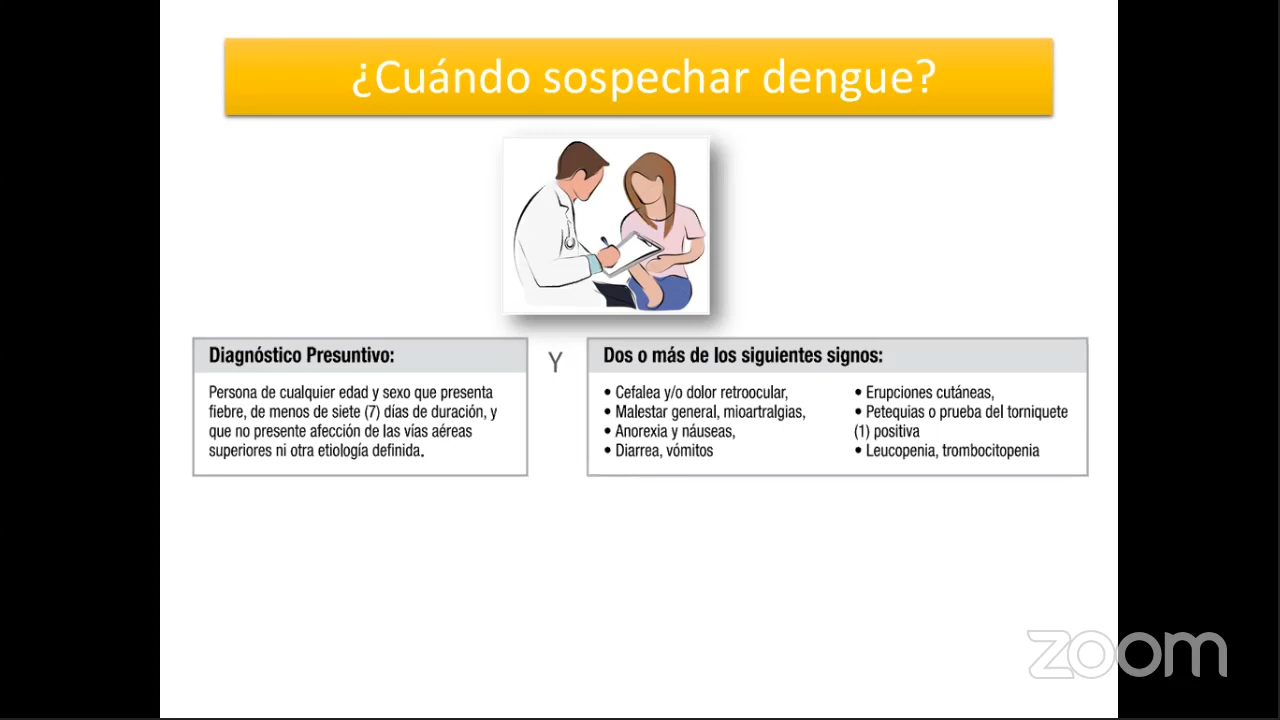 ¿Cuándo sospechar dengue?
Diagnóstico Presuntivo:
Persona de cualquier edad y sexo que presenta
fiebre, de menos de siete (7) días de duración, y
que no presente afección de las vías aéreas
superiores ni otra etiología definida.
Y
Dos o más de los siguientes signos:
• Cefalea y/o dolor retroocular,
• Malestar general, mioartralgias,
• Anorexia y náuseas,
• Diarrea, vómitos
• Erupciones cutáneas,
• Petequias o prueba del torniquete
(1) positiva
• Leucopenia, trombocitopenia
zoom